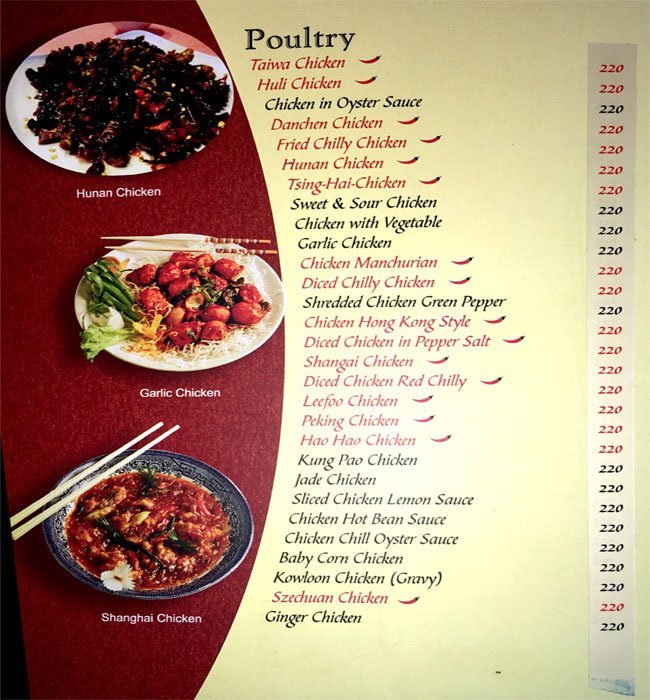 Poultry
Taiwa Chicken 220
Huli Chicken 220
Chicken in Oyster Sauce 220
Danchen Chicken 220
Fried Chilly Chicken 220
Hunan Chicken 220
Tsing-Hai-Chicken 220
Sweet & Sour Chicken 220
Chicken with Vegetable 220
Garlic Chicken 220
Chicken Manchurian 220
Diced Chilly Chicken 220
Shredded Chicken Green Pepper 220
Chicken Hong Kong Style 220
Diced Chicken in Pepper Salt 220
Shangai Chicken 220
Diced Chicken Red Chilly 220
Leefoo Chicken 220
Peking Chicken 220
Hao Hao Chicken 220
Kung Pao Chicken 220
Jade Chicken 220
Sliced Chicken Lemon Sauce 220
Chicken Hot Bean Sauce 220
Chicken Chill Oyster Sauce 220
Baby Corn Chicken 220
Kowloon Chicken (Gravy) 220
Szechuan Chicken 220
Ginger Chicken 220
Hunan Chicken
Garlic Chicken
Shanghai Chicken